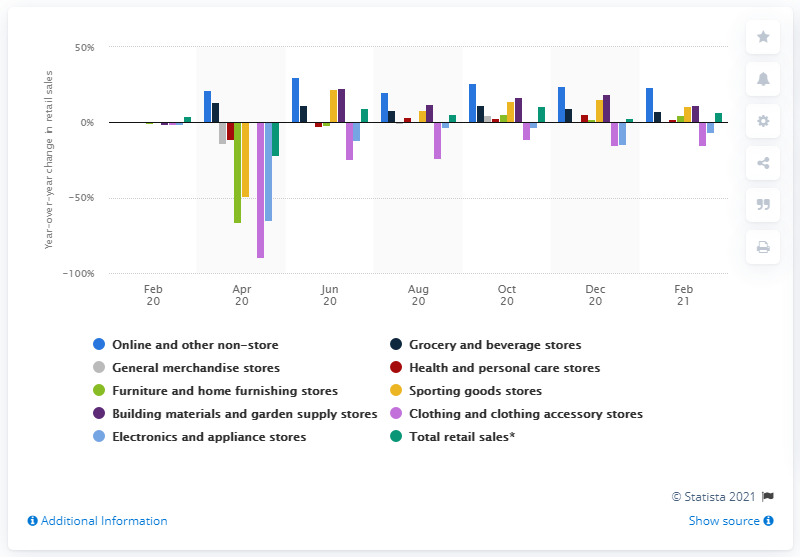 Year-over-year change in retail sales
50%
0%
−50%
−100%
Feb 20
Apr 20
Jun 20
Aug 20
Oct 20
Dec 20
Feb 21
Online and other non-store
Grocery and beverage stores
General merchandise stores
Health and personal care stores
Furniture and home furnishing stores
Sporting goods stores
Building materials and garden supply stores
Clothing and clothing accessory stores
Electronics and appliance stores
Total retail sales*
© Statista 2021
Additional Information
Show source